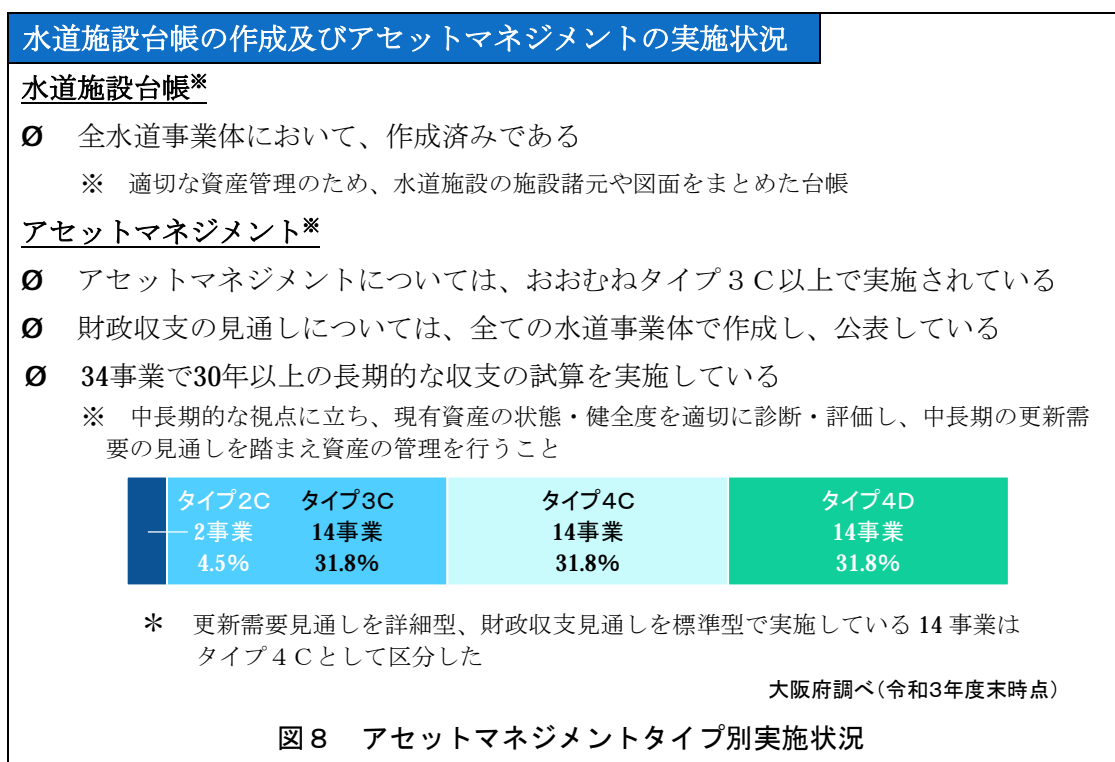 水道施設台帳の作成及びアセットマネジメントの実施状況
水道施設台帳※
Ø 全水道事業体において、作成済みである
※ 適切な資産管理のため、水道施設の施設諸元や図面をまとめた台帳
アセットマネジメント※
Ø アセットマネジメントについては、おおむねタイプ３Ｃ以上で実施されている
Ø 財政収支の見通しについては、全ての水道事業体で作成し、公表している
Ø 34事業で30年以上の長期的な収支の試算を実施している
※ 中長期的な視点に立ち、現有資産の状態・健全度を適切に診断・評価し、中長期の更新需
要の見通しを踏まえ資産の管理を行うこと
タイプ2C タイプ3C タイプ4C タイプ4D
2事業 14事業 14事業 14事業
4.5% 31.8% 31.8% 31.8%
＊ 更新需要見通しを詳細型、財政収支見通しを標準型で実施している 14 事業は
タイプ４Ｃとして区分した
大阪府調べ（令和3年度末時点）
図８ アセットマネジメントタイプ別実施状況